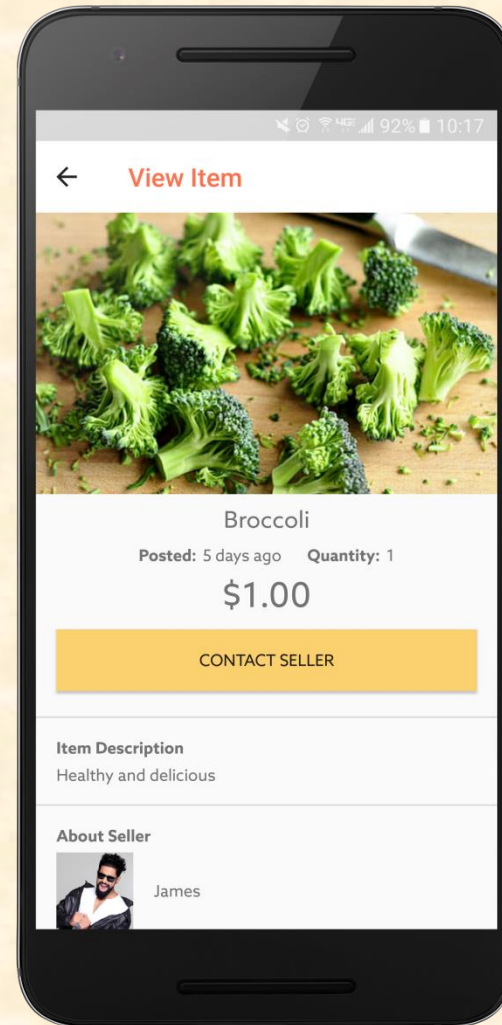 4G 92% 10:17
View Item
Broccoli
Posted: 5 days ago Quantity: 1
$1.00
CONTACT SELLER
Item Description
Healthy and delicious
About Seller
James